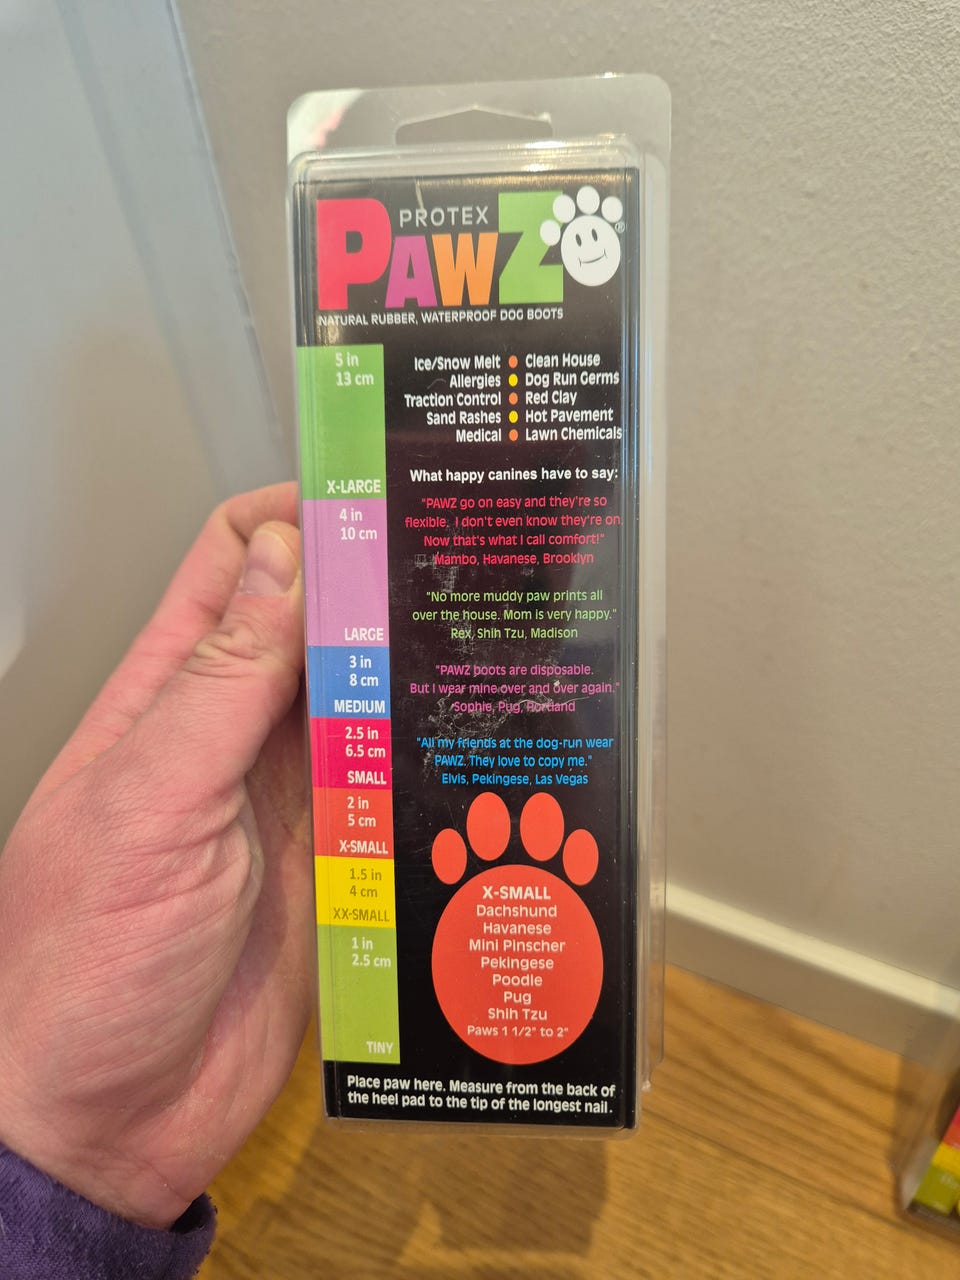 PROTEX
PAWZ®
NATURAL RUBBER, WATERPROOF DOG BOOTS
5 in
13 cm
X-LARGE
4 in
10 cm
LARGE
3 in
8 cm
MEDIUM
2.5 in
6.5 cm
SMALL
2 in
5 cm
X-SMALL
1.5 in
4 cm
XX-SMALL
1 in
2.5 cm
TINY
Ice/Snow Melt Clean House
Allergies Dog Run Germs
Traction Control Red Clay
Sand Rashes Hot Pavement
Medical Lawn Chemicals
What happy canines have to say:
"PAWZ go on easy and they're so
flexible, I don't even know they're on.
Now that's what I call comfort!"
Mambo, Havanese, Brooklyn
"No more muddy paw prints all
over the house. Mom is very happy."
Rex, Shih Tzu, Madison
"PAWZ boots are disposable.
But I wear mine over and over again."
Sophie, Pug, Portland
"All my friends at the dog-run wear
PAWZ. They love to copy me."
Elvis, Pekingese, Las Vegas
X-SMALL
Dachshund
Havanese
Mini Pinscher
Pekingese
Poodle
Pug
Shih Tzu
Paws 1 1/2" to 2"
Place paw here. Measure from the back of
the heel pad to the tip of the longest nail.